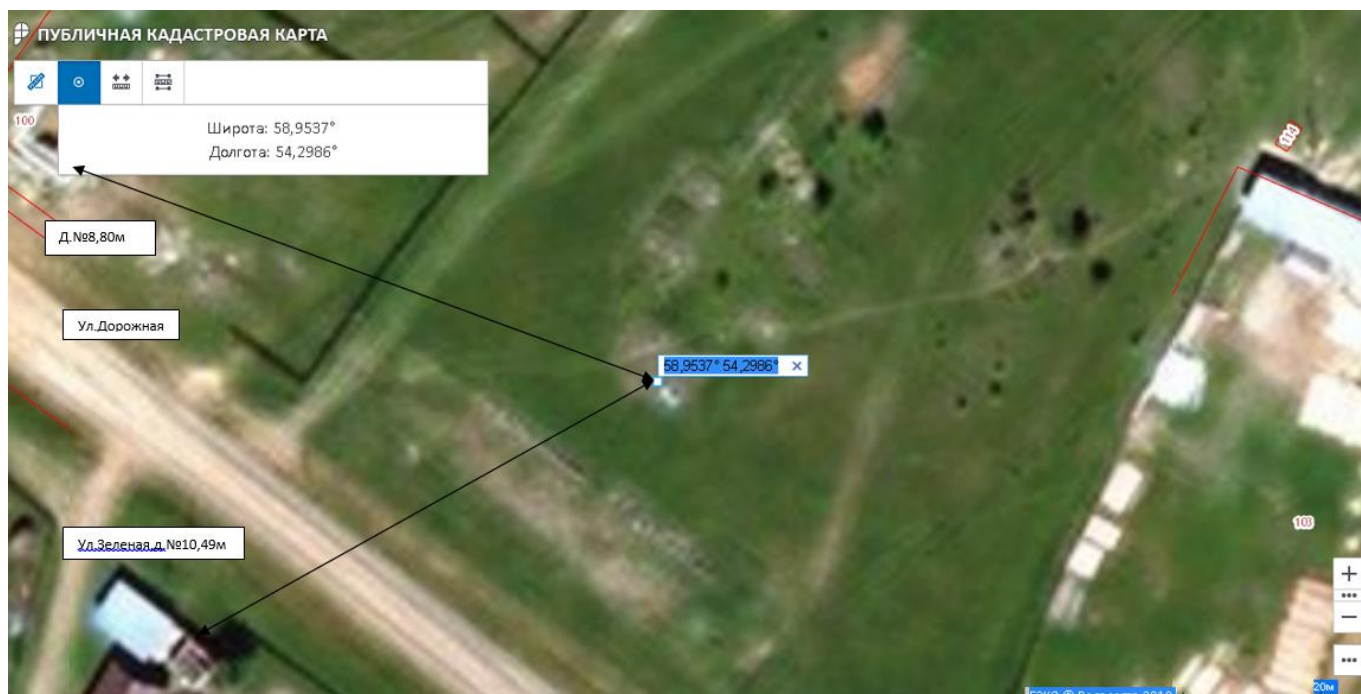 ПУБЛИЧНАЯ КАДАСТРОВАЯ КАРТА
100
Широта: 58,9537°
Долгота: 54,2986°
114
Д.№8,80м
Ул.Дорожная
58,9537° 54,2986° ×
Ул.Зеленая,д.№10,49м
103
20м